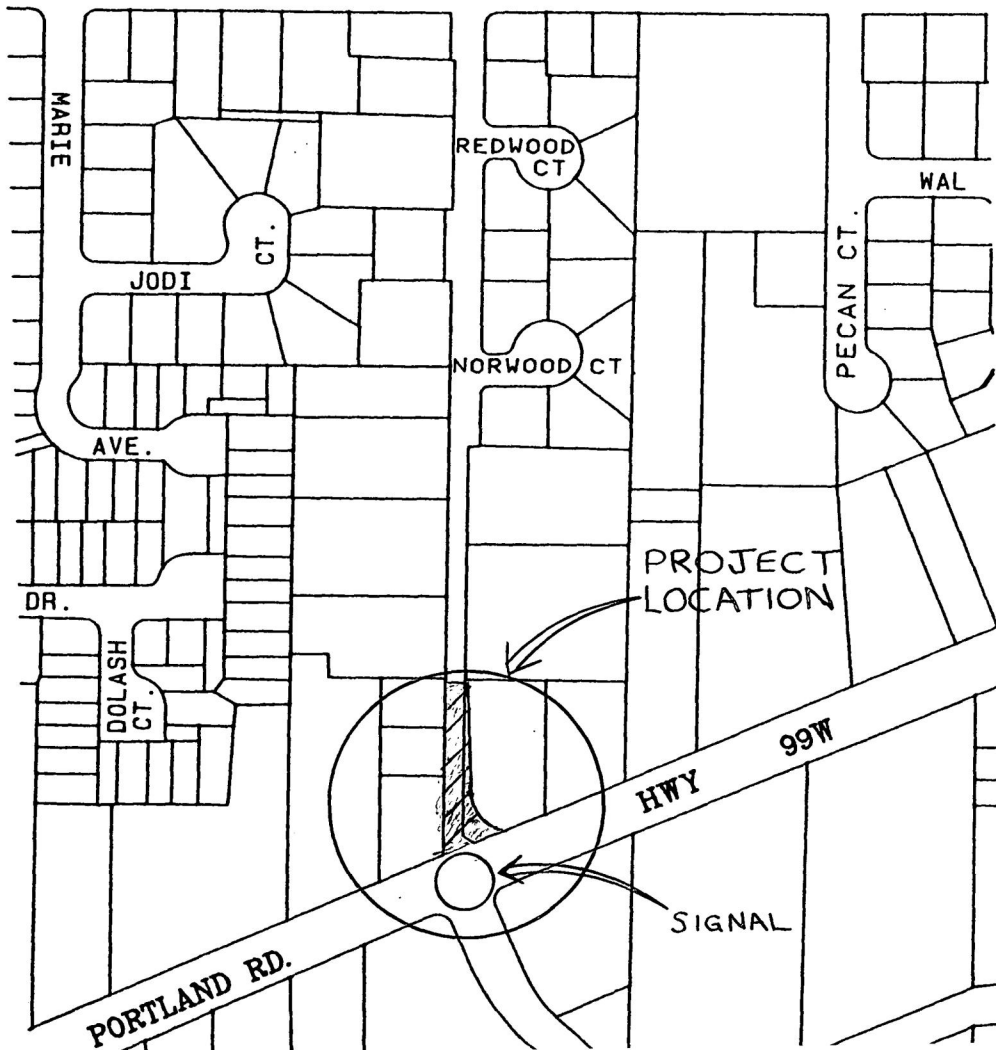 MARIE
REDWOOD
CT
WAL
CT.
JODI
PECAN CT.
NORWOOD CT
AVE.
PROJECT
LOCATION
DR.
DOLASH
CT.
HWY 99W
SIGNAL
PORTLAND RD.